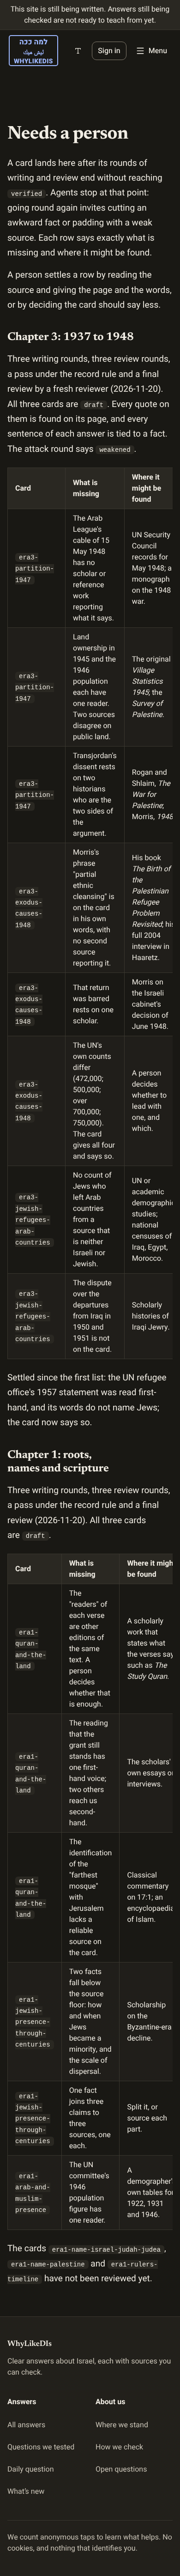 This site is still being written. Answers still being
checked are not ready to teach from yet.
למה ככה
ليش هيك
WHYLIKEDIS
Sign in
Menu
Needs a person
A card lands here after its rounds of
writing and review end without reaching
verified. Agents stop at that point:
going round again invites cutting an
awkward fact or padding with a weak
source. Each row says exactly what is
missing and where it might be found.
A person settles a row by reading the
source and giving the page and the words,
or by deciding the card should say less.
Chapter 3: 1937 to 1948
Three writing rounds, three review rounds,
a pass under the record rule and a final
review by a fresh reviewer (2026-11-20).
All three cards are draft. Every quote on
them is found on its page, and every
sentence of each answer is tied to a fact.
The attack round says weakened.
Card
What is
missing
Where it
might be
found
era3-
partition-
1947
The Arab
League's
cable of 15
May 1948
has no
scholar or
reference
work
reporting
what it says.
UN Security
Council
records for
May 1948; a
monograph
on the 1948
war.
era3-
partition-
1947
Land
ownership in
1945 and the
1946
population
each have
one reader.
Two sources
disagree on
public land.
The original
Village
Statistics
1945; the
Survey of
Palestine.
era3-
partition-
1947
Transjordan's
dissent rests
on two
historians
who are the
two sides of
the
argument.
Rogan and
Shlaim, The
War for
Palestine;
Morris, 1948
era3-
exodus-
causes-
1948
Morris's
phrase
"partial
ethnic
cleansing" is
on the card
in his own
words, with
no second
source
reporting it.
His book
The Birth of
the
Palestinian
Refugee
Problem
Revisited; his
full 2004
interview in
Haaretz.
era3-
exodus-
causes-
1948
That return
was barred
rests on one
scholar.
Morris on
the Israeli
cabinet's
decision of
June 1948.
era3-
exodus-
causes-
1948
The UN's
own counts
differ
(472,000;
500,000;
over
700,000;
750,000).
The card
gives all four
and says so.
A person
decides
whether to
lead with
one, and
which.
era3-
jewish-
refugees-
arab-
countries
No count of
Jews who
left Arab
countries
from a
source that
is neither
Israeli nor
Jewish.
UN or
academic
demographic
studies;
national
censuses of
Iraq, Egypt,
Morocco.
era3-
jewish-
refugees-
arab-
countries
The dispute
over the
departures
from Iraq in
1950 and
1951 is not
on the card.
Scholarly
histories of
Iraqi Jewry.
Settled since the first list: the UN refugee
office's 1957 statement was read first-
hand, and its words do not name Jews;
the card now says so.
Chapter 1: roots,
names and scripture
Three writing rounds, three review rounds,
a pass under the record rule and a final
review (2026-11-20). All three cards
are draft.
Card
What is
missing
Where it might
be found
era1-
quran-
and-the-
land
The
"readers" of
each verse
are other
editions of
the same
text. A
person
decides
whether that
is enough.
A scholarly
work that
states what
the verses say,
such as The
Study Quran.
era1-
quran-
and-the-
land
The reading
that the
grant still
stands has
one first-
hand voice;
two others
reach us
second-
hand.
The scholars'
own essays or
interviews.
era1-
quran-
and-the-
land
The
identification
of the
"farthest
mosque"
with
Jerusalem
lacks a
reliable
source on
the card.
Classical
commentary
on 17:1; an
encyclopaedia
of Islam.
era1-
jewish-
presence-
through-
centuries
Two facts
fall below
the source
floor: how
and when
Jews
became a
minority, and
the scale of
dispersal.
Scholarship
on the
Byzantine-era
decline.
era1-
jewish-
presence-
through-
centuries
One fact
joins three
claims to
three
sources, one
each.
Split it, or
source each
part.
era1-
arab-and-
muslim-
presence
The UN
committee's
1946
population
figure has
one reader.
A
demographer's
own tables for
1922, 1931
and 1946.
The cards era1-name-israel-judah-judea,
era1-name-palestine and era1-rulers-
timeline have not been reviewed yet.
WhyLikeDIs
Clear answers about Israel, each with sources you
can check.
Answers
All answers
Questions we tested
Daily question
What's new
About us
Where we stand
How we check
Open questions
We count anonymous taps to learn what helps. No
cookies, and nothing that identifies you.